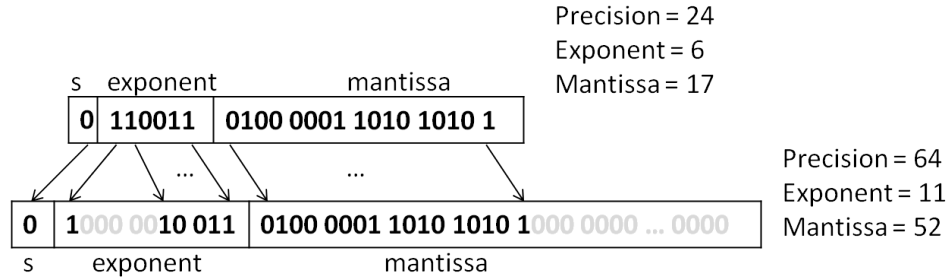 Precision = 24
Exponent = 6
Mantissa = 17
s exponent mantissa
0 110011 0100 0001 1010 1010 1
... ...
Precision = 64
Exponent = 11
Mantissa = 52
0 1000 0010 011 0100 0001 1010 1010 1000 0000 ... 0000
s exponent mantissa